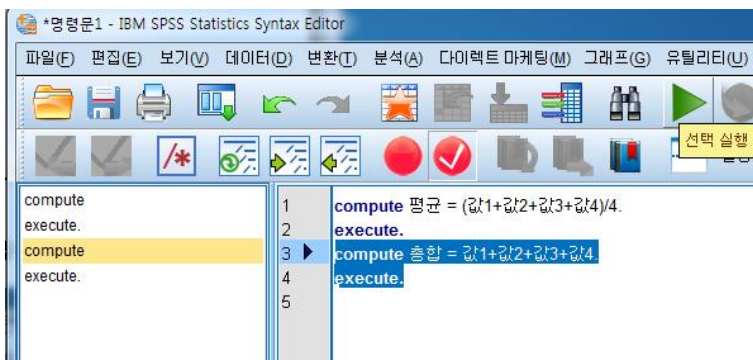 *명령문1 - IBM SPSS Statistics Syntax Editor
파일(F) 편집(E) 보기(V) 데이터(D) 변환(T) 분석(A) 다이렉트 마케팅(M) 그래프(G) 유틸리티(U)
선택 실행
compute
execute.
compute
execute.
1 compute 평균 = (값1+값2+값3+값4)/4.
2 execute.
3 compute 총합 = 값1+값2+값3+값4.
4 execute.
5